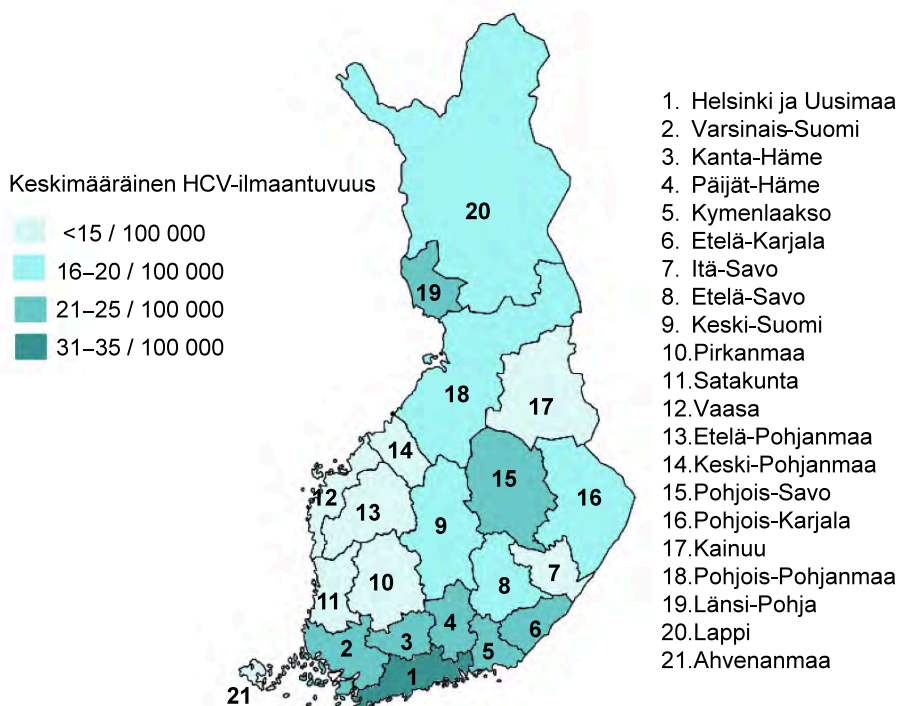 Keskimääräinen HCV-ilmaantuvuus
<15 / 100 000
16–20 / 100 000
21–25 / 100 000
31–35 / 100 000
20
19
18
17
14
15
12
13
16
9
10
7
11
8
4
6
3
2
5
1
21
1. Helsinki ja Uusimaa
2. Varsinais-Suomi
3. Kanta-Häme
4. Päijät-Häme
5. Kymenlaakso
6. Etelä-Karjala
7. Itä-Savo
8. Etelä-Savo
9. Keski-Suomi
10.Pirkanmaa
11.Satakunta
12.Vaasa
13.Etelä-Pohjanmaa
14.Keski-Pohjanmaa
15.Pohjois-Savo
16.Pohjois-Karjala
17.Kainuu
18.Pohjois-Pohjanmaa
19.Länsi-Pohja
20.Lappi
21.Ahvenanmaa